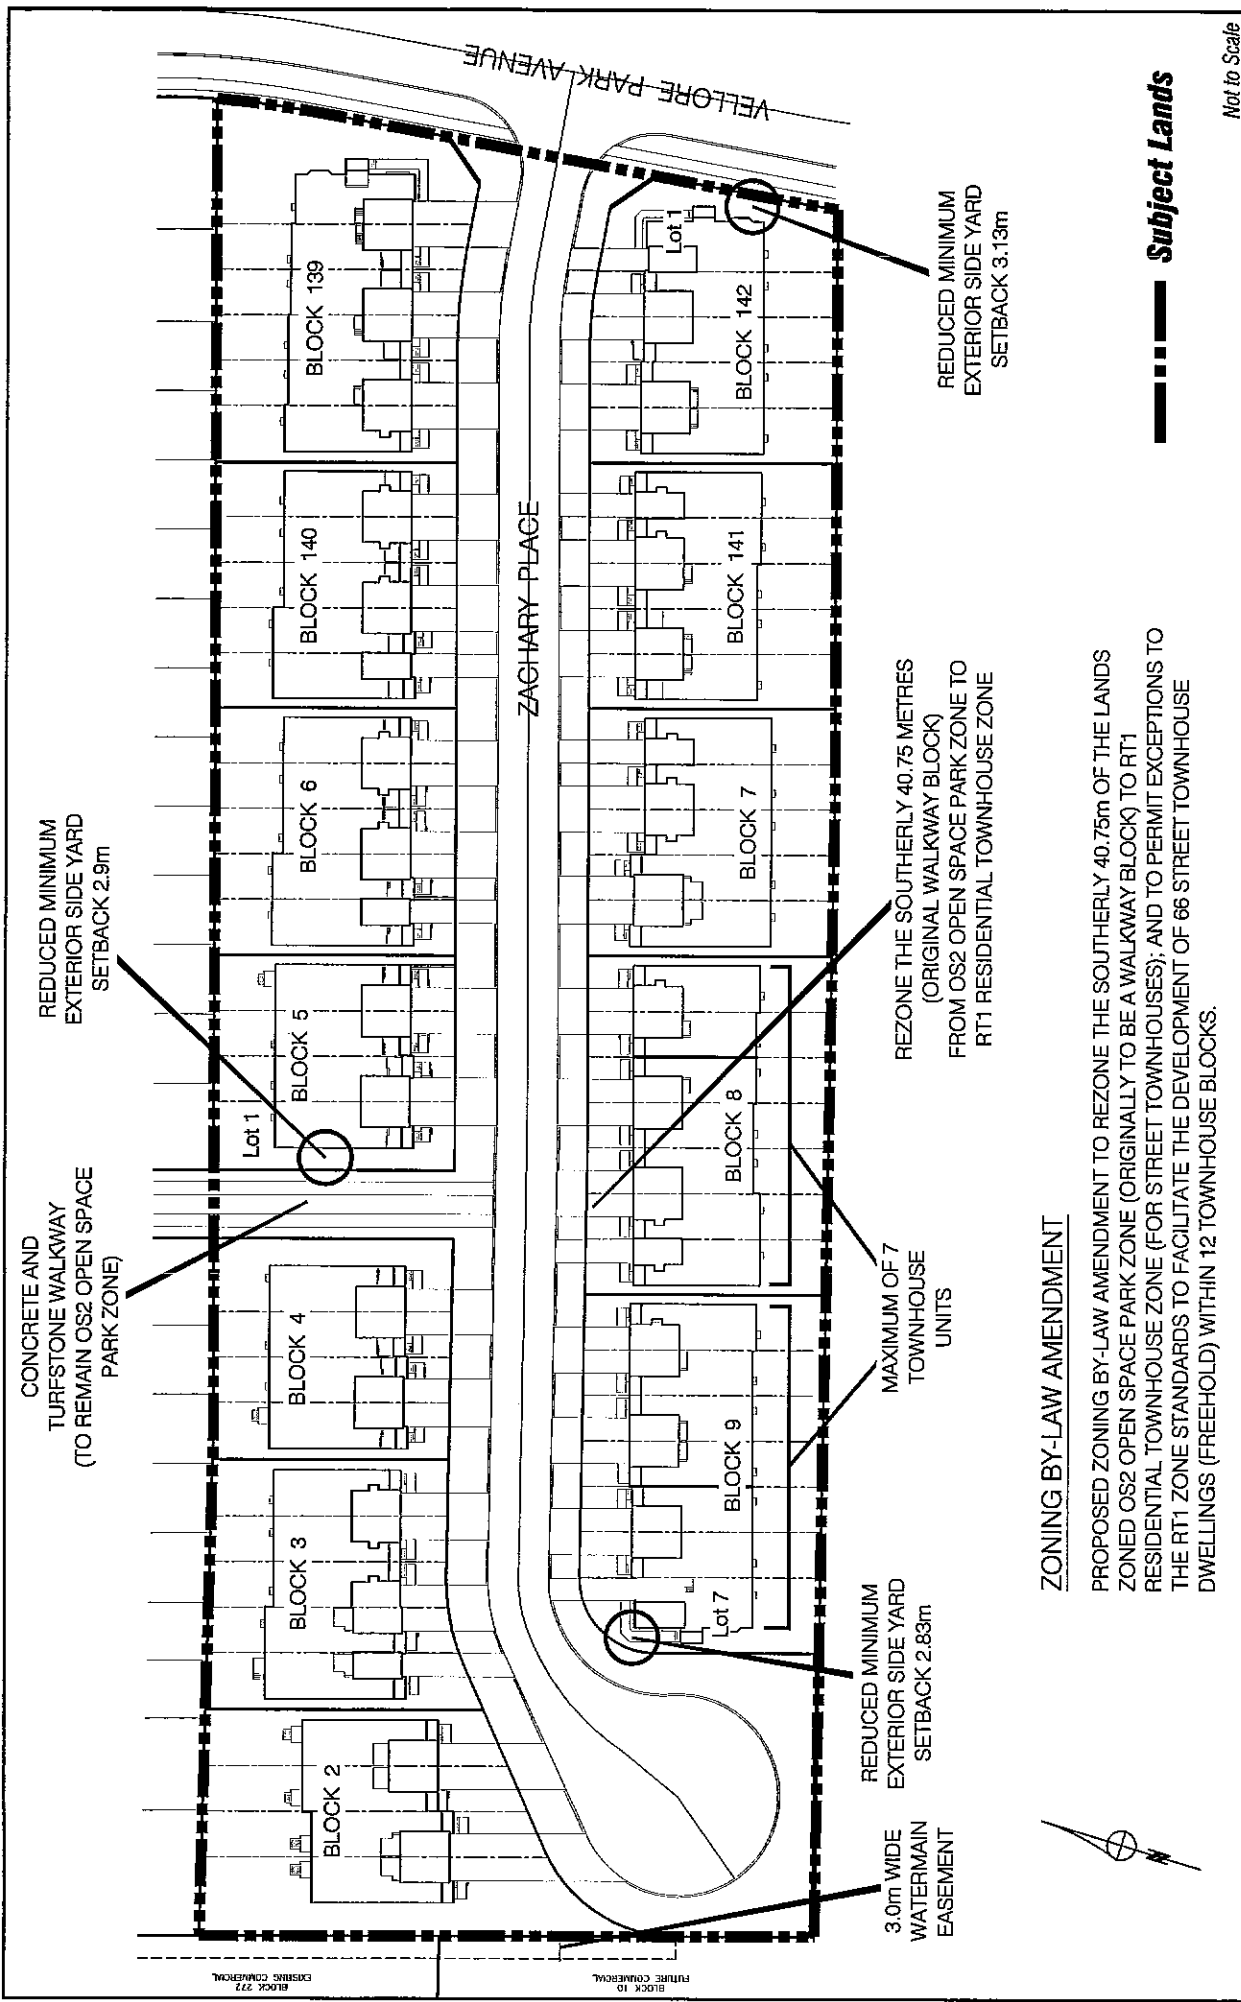 CONCRETE AND
TURFSTONE WALKWAY
(TO REMAIN OS2 OPEN SPACE
PARK ZONE)
REDUCED MINIMUM
EXTERIOR SIDE YARD
SETBACK 2.9m
BLOCK 272
EXISTING COMMERCIAL
BLOCK 10
FUTURE COMMERCIAL
BLOCK 2
BLOCK 3
BLOCK 4
Lot 1
BLOCK 5
BLOCK 6
BLOCK 140
BLOCK 139
VELLORE PARK AVENUE
ZACHARY PLACE
Lot 7
BLOCK 9
BLOCK 8
BLOCK 7
BLOCK 141
BLOCK 142
Lot 1
3.0m WIDE
WATERMAIN
EASEMENT
REDUCED MINIMUM
EXTERIOR SIDE YARD
SETBACK 2.83m
MAXIMUM OF 7
TOWNHOUSE
UNITS
REZONE THE SOUTHERLY 40.75 METRES
(ORIGINAL WALKWAY BLOCK)
FROM OS2 OPEN SPACE PARK ZONE TO
RT1 RESIDENTIAL TOWNHOUSE ZONE
REDUCED MINIMUM
EXTERIOR SIDE YARD
SETBACK 3.13m
N
ZONING BY-LAW AMENDMENT
PROPOSED ZONING BY-LAW AMENDMENT TO REZONE THE SOUTHERLY 40.75m OF THE LANDS
ZONED OS2 OPEN SPACE PARK ZONE (ORIGINALLY TO BE A WALKWAY BLOCK) TO RT1
RESIDENTIAL TOWNHOUSE ZONE (FOR STREET TOWNHOUSES); AND TO PERMIT EXCEPTIONS TO
THE RT1 ZONE STANDARDS TO FACILITATE THE DEVELOPMENT OF 66 STREET TOWNHOUSE
DWELLINGS (FREEHOLD) WITHIN 12 TOWNHOUSE BLOCKS.
Subject Lands
Not to Scale